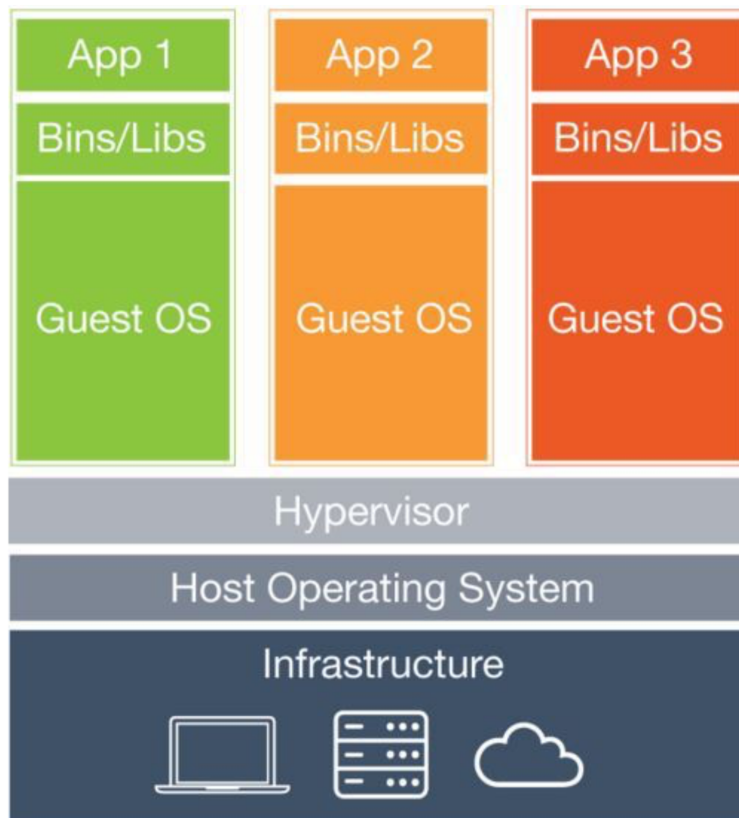 App 1
App 2
App 3
Bins/Libs
Bins/Libs
Bins/Libs
Guest OS
Guest OS
Guest OS
Hypervisor
Host Operating System
Infrastructure